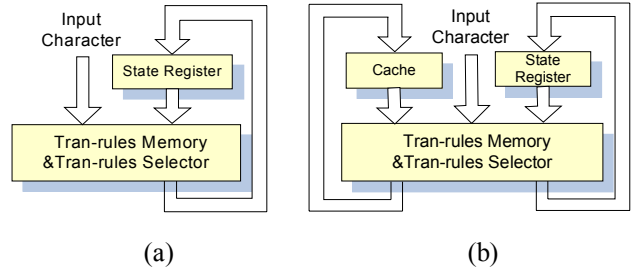 Input
Character
State Register
Tran-rules Memory
&Tran-rules Selector
(a)
Input
Character
Cache
State
Register
Tran-rules Memory
&Tran-rules Selector
(b)